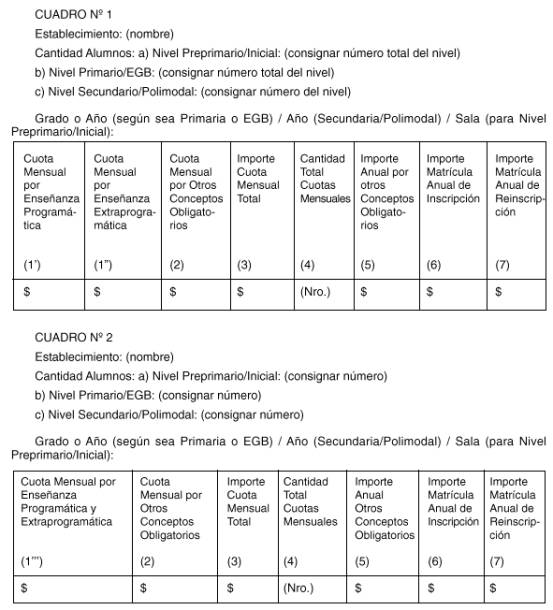 CUADRO Nº 1
Establecimiento: (nombre)
Cantidad Alumnos: a) Nivel Preprimario/Inicial: (consignar número total del nivel)
b) Nivel Primario/EGB: (consignar número total del nivel)
c) Nivel Secundario/Polimodal: (consignar número del nivel)
Grado o Año (según sea Primaria o EGB) / Año (Secundaria/Polimodal) / Sala (para Nivel
Preprimario/Inicial):
Cuota
Mensual
por
Enseñanza
Programá-
tica
(1')
$
Cuota
Mensual
por
Enseñanza
Extraprogra-
mática
(1'')
$
Cuota
Mensual
por Otros
Conceptos
Obligato-
rios
(2)
$
Importe
Cuota
Mensual
Total
(3)
$
Cantidad
Total
Cuotas
Mensuales
(4)
(Nro.)
Importe
Anual por
otros
Conceptos
Obligato-
rios
(5)
$
Importe
Matrícula
Anual de
Inscripción
(6)
$
Importe
Matrícula
Anual de
Reinscrip-
ción
(7)
$
CUADRO Nº 2
Establecimiento: (nombre)
Cantidad Alumnos: a) Nivel Preprimario/Inicial: (consignar número)
b) Nivel Primario/EGB: (consignar número)
c) Nivel Secundario/Polimodal: (consignar número)
Grado o Año (según sea Primaria o EGB) / Año (Secundaria/Polimodal) / Sala (para Nivel
Preprimario/Inicial):
Cuota Mensual por
Enseñanza
Programática y
Extraprogramática
(1''')
$
Cuota
Mensual por
Otros
Conceptos
Obligatorios
(2)
$
Importe
Cuota
Mensual
Total
(3)
$
Cantidad
Total
Cuotas
Mensuales
(4)
(Nro.)
Importe
Anual
Otros
Conceptos
Obligatorios
(5)
$
Importe
Matrícula
Anual de
Inscripción
(6)
$
Importe
Matrícula
Anual de
Reinscrip-
ción
(7)
$